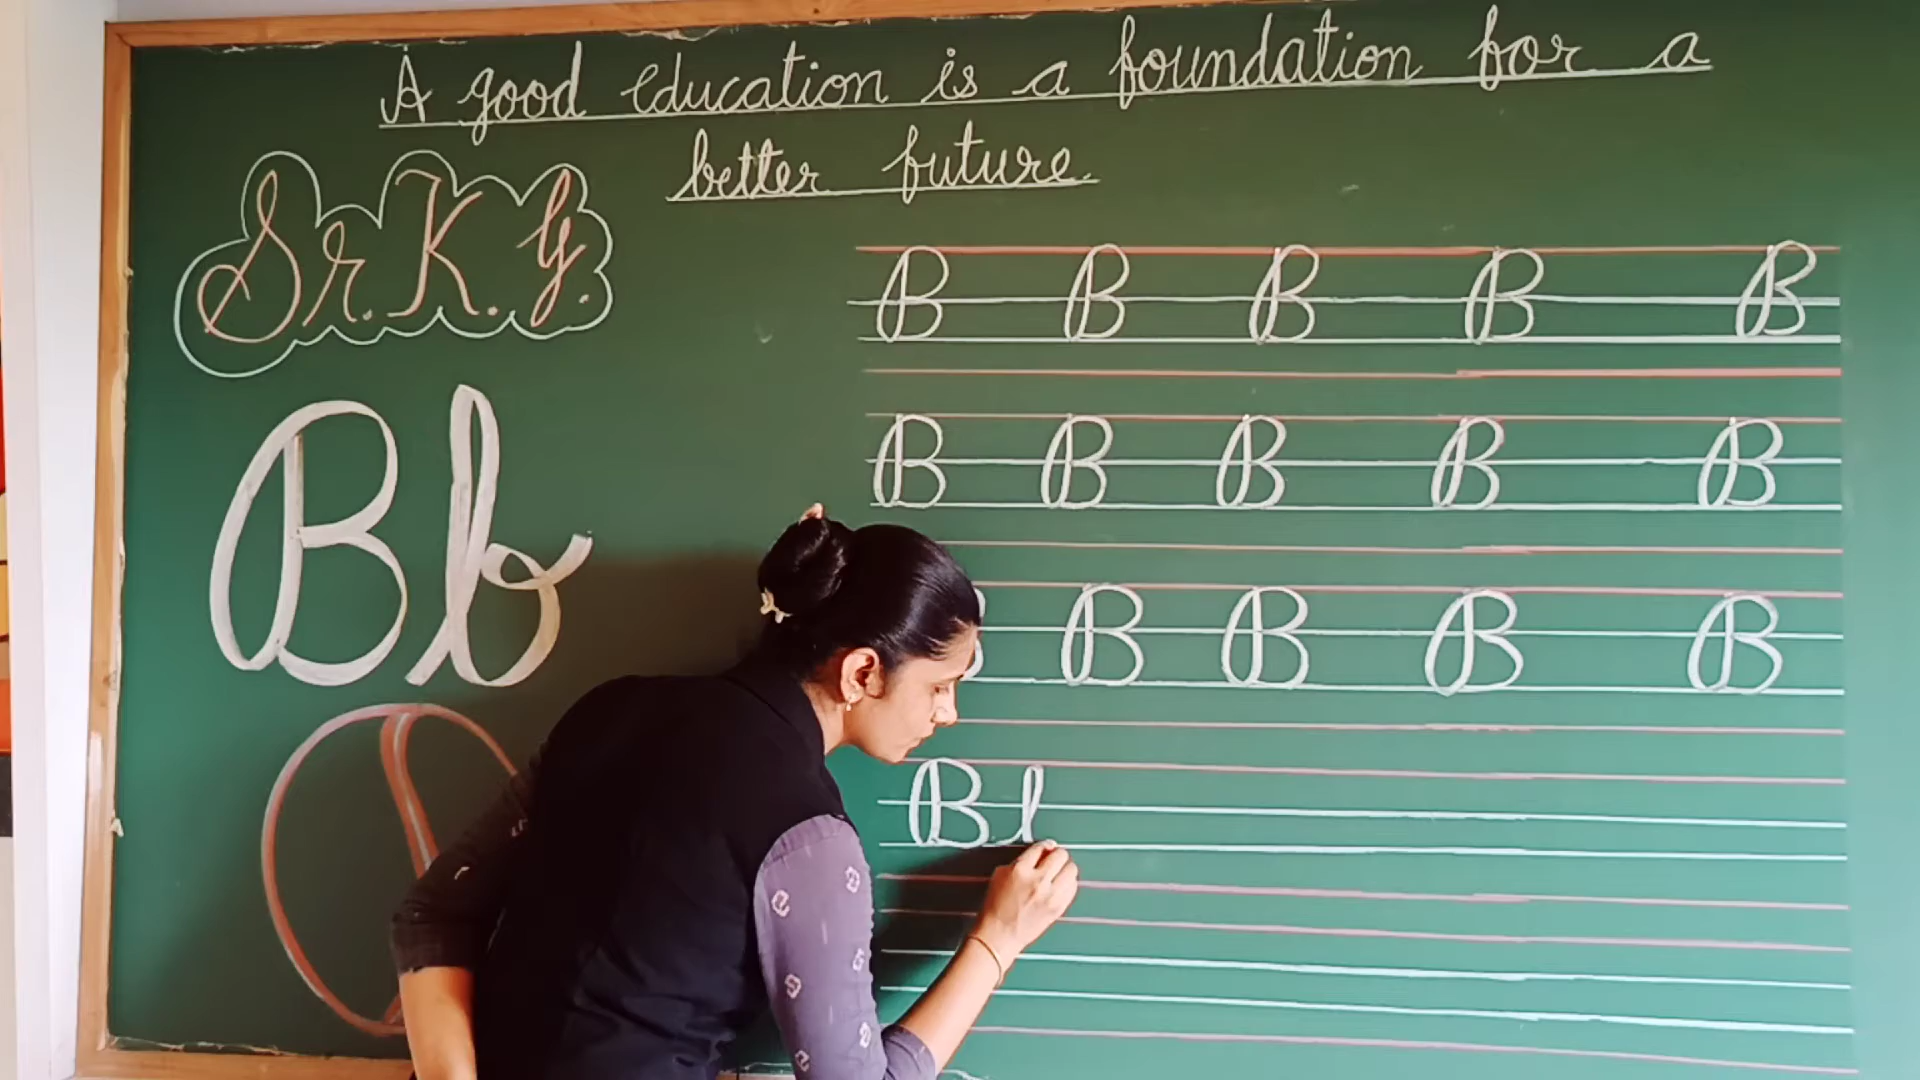 A good education is a foundation for a
better future.
Sr. K. G.
Bb
B B B B B
B B B B B
B B B B B
Bl